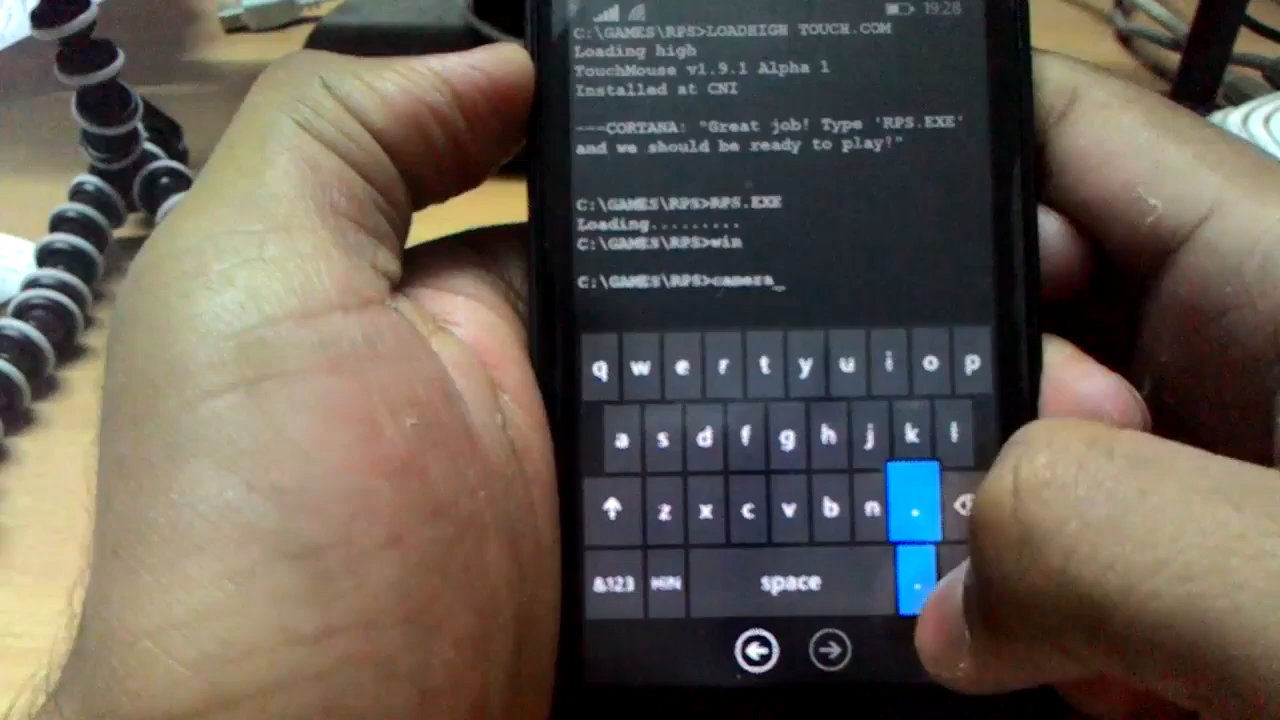 19:28
C:\GAMES\RPS>LOADHIGH TOUCH.COM
Loading high
TouchMouse v1.9.1 Alpha 1
Installed at CNI
---CORTANA: "Great job! Type 'RPS.EXE'
and we should be ready to play!"
C:\GAMES\RPS>RPS.EXE
Loading.........
C:\GAMES\RPS>win
C:\GAMES\RPS>camera_
q w e r t y u i o p
a s d f g h j k l
z x c v b n .
&123 HIN space .